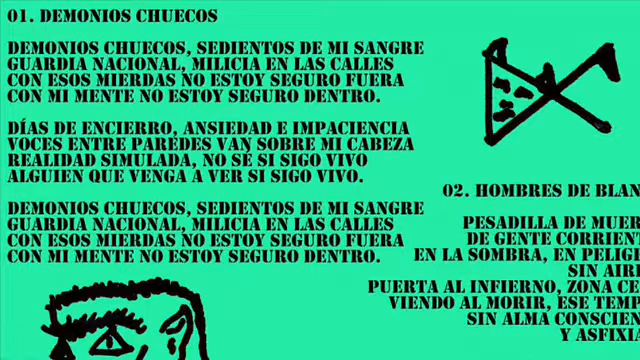 01. DEMONIOS CHUECOS
DEMONIOS CHUECOS, SEDIENTOS DE MI SANGRE
GUARDIA NACIONAL, MILICIA EN LAS CALLES
CON ESOS MIERDAS NO ESTOY SEGURO FUERA
CON MI MENTE NO ESTOY SEGURO DENTRO.
DÍAS DE ENCIERRO, ANSIEDAD E IMPACIENCIA
VOCES ENTRE PAREDES VAN SOBRE MI CABEZA
REALIDAD SIMULADA, NO SÉ SI SIGO VIVO
ALGUIEN QUE VENGA A VER SI SIGO VIVO.
DEMONIOS CHUECOS, SEDIENTOS DE MI SANGRE
GUARDIA NACIONAL, MILICIA EN LAS CALLES
CON ESOS MIERDAS NO ESTOY SEGURO FUERA
CON MI MENTE NO ESTOY SEGURO DENTRO.
02. HOMBRES DE BLAN
PESADILLA DE MUER
DE GENTE CORRIENT
EN LA SOMBRA, EN PELIG
SIN AIR
PUERTA AL INFIERNO, ZONA CE
VIENDO AL MORIR, ESE TEMP
SIN ALMA CONSCIEN
Y ASFIXIA